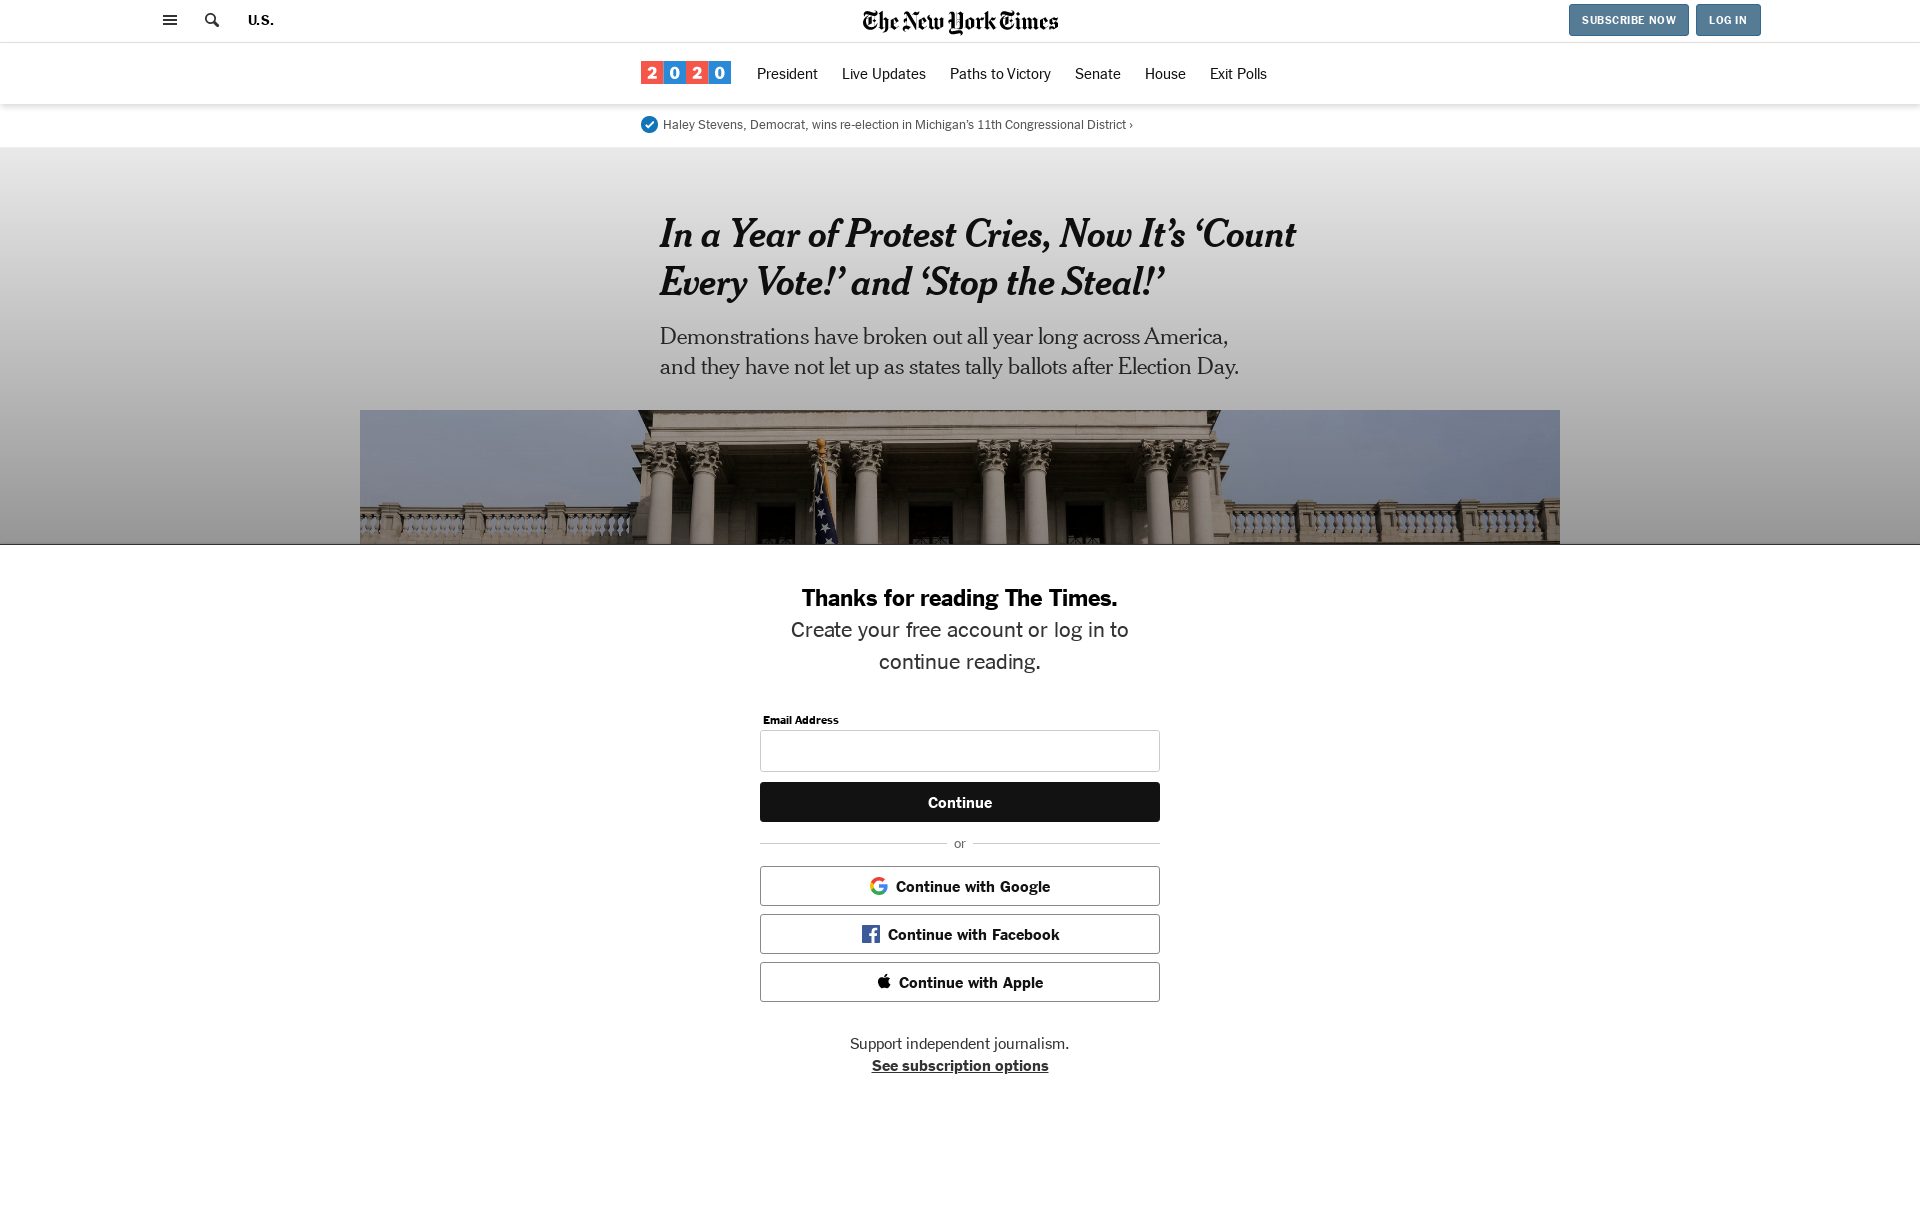 U.S.
The New York Times
SUBSCRIBE NOW
LOG IN
2020
President
Live Updates
Paths to Victory
Senate
House
Exit Polls
Haley Stevens, Democrat, wins re-election in Michigan’s 11th Congressional District ›
In a Year of Protest Cries, Now It’s ‘Count
Every Vote!’ and ‘Stop the Steal!’
Demonstrations have broken out all year long across America,
and they have not let up as states tally ballots after Election Day.
Thanks for reading The Times.
Create your free account or log in to
continue reading.
Email Address
Continue
or
Continue with Google
Continue with Facebook
Continue with Apple
Support independent journalism.
See subscription options